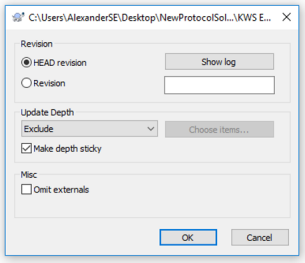 C:\Users\AlexanderSE\Desktop\NewProtocolSol...\KWS E...
Revision
HEAD revision
Show log
Revision
Update Depth
Exclude
Choose items...
Make depth sticky
Misc
Omit externals
OK
Cancel